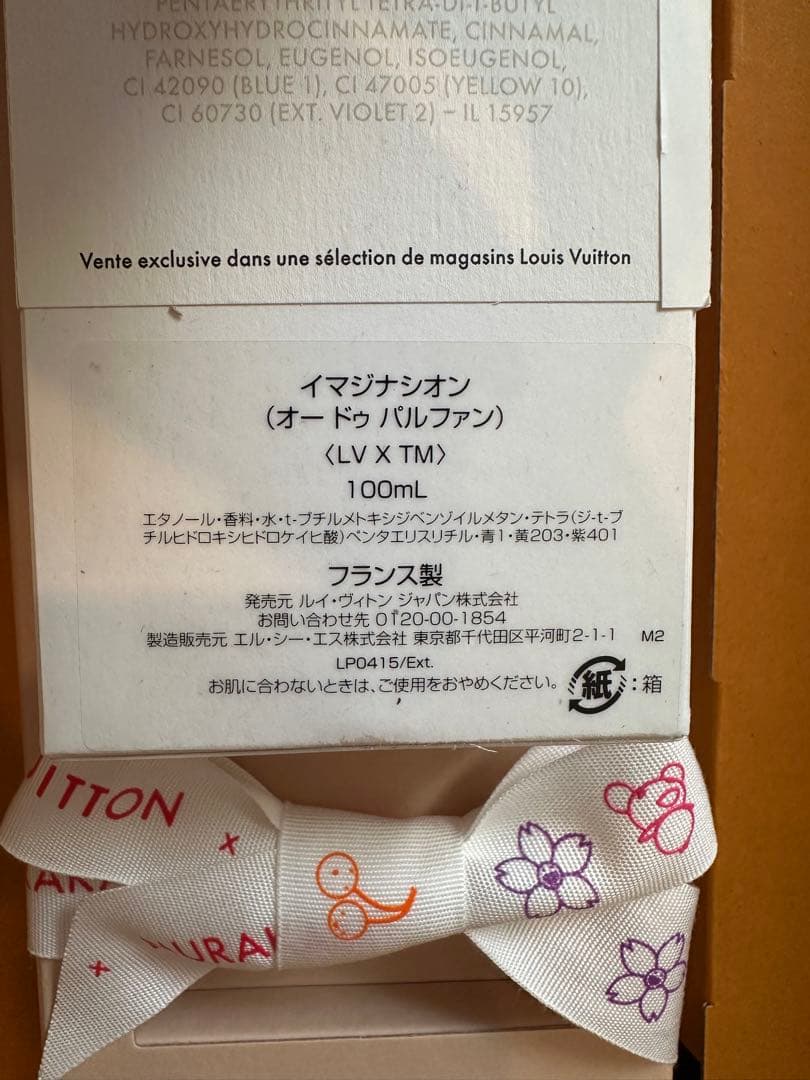 PENTAERYTHRITYL TETRA-DI-T-BUTYL
HYDROXYHYDROCINNAMATE, CINNAMAL,
FARNESOL, EUGENOL, ISOEUGENOL,
CI 42090 (BLUE 1), CI 47005 (YELLOW 10),
CI 60730 (EXT. VIOLET 2) – IL 15957
Vente exclusive dans une sélection de magasins Louis Vuitton
イマジナシオン
（オー ドゥ パルファン）
〈LV X TM〉
100mL
エタノール・香料・水・t-ブチルメトキシジベンゾイルメタン・テトラ（ジ-t-ブ
チルヒドロキシヒドロケイヒ酸）ペンタエリスリチル・青1・黄203・紫401
フランス製
発売元 ルイ・ヴィトン ジャパン株式会社
お問い合わせ先 0120-00-1854
製造販売元 エル・シー・エス株式会社 東京都千代田区平河町2-1-1 M2
LP0415/Ext.
お肌に合わないときは、ご使用をおやめください。 紙：箱
UITTON ×
× URAK